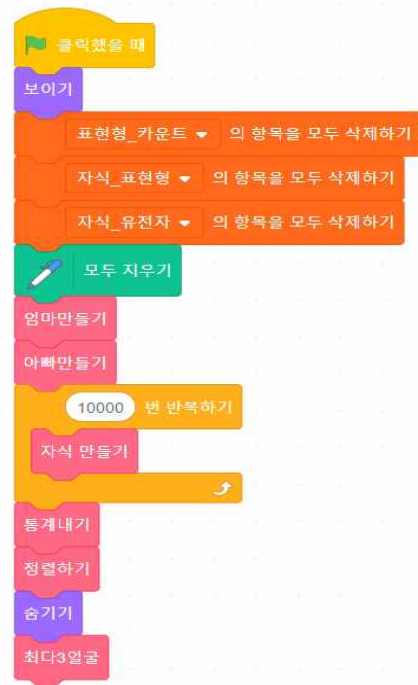 클릭했을 때
보이기
표현형_카운트 의 항목을 모두 삭제하기
자식_표현형 의 항목을 모두 삭제하기
자식_유전자 의 항목을 모두 삭제하기
모두 지우기
엄마만들기
아빠만들기
10000 번 반복하기
자식 만들기
통계내기
정렬하기
숨기기
최다3얼굴